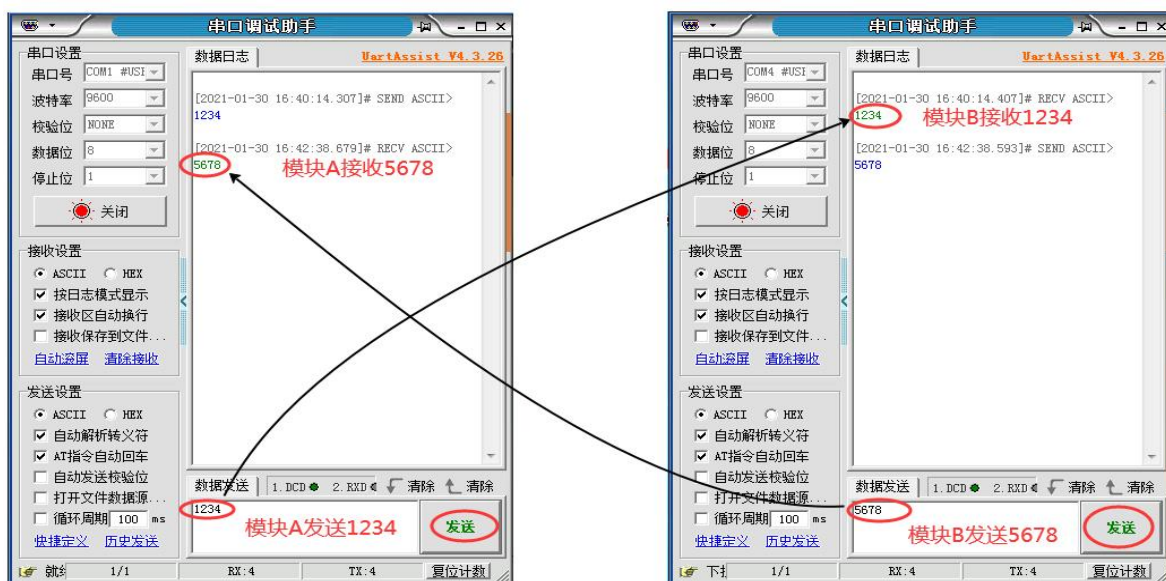 串口调试助手
串口设置
串口号 COM1 #USE
波特率 9600
校验位 NONE
数据位 8
停止位 1
关闭
接收设置
ASCII HEX
按日志模式显示
接收区自动换行
接收保存到文件...
自动滚屏 清除接收
发送设置
ASCII HEX
自动解析转义符
AT指令自动回车
自动发送校验位
打开文件数据源...
循环周期 100 ms
快捷定义 历史发送
数据日志 UartAssist V4.3.26
[2021-01-30 16:40:14.307]# SEND ASCII>
1234
[2021-01-30 16:42:38.679]# RECV ASCII>
5678
模块A接收5678
数据发送 1.DCD 2.RXD 清除 清除
1234
模块A发送1234
发送
1/1 RX:4 TX:4 复位计数
串口调试助手
串口设置
串口号 COM4 #USE
波特率 9600
校验位 NONE
数据位 8
停止位 1
关闭
接收设置
ASCII HEX
按日志模式显示
接收区自动换行
接收保存到文件...
自动滚屏 清除接收
发送设置
ASCII HEX
自动解析转义符
AT指令自动回车
自动发送校验位
打开文件数据源...
循环周期 100 ms
快捷定义 历史发送
数据日志 UartAssist V4.3.26
[2021-01-30 16:40:14.407]# RECV ASCII>
1234
模块B接收1234
[2021-01-30 16:42:38.593]# SEND ASCII>
5678
数据发送 1.DCD 2.RXD 清除 清除
5678
模块B发送5678
发送
1/1 RX:4 TX:4 复位计数